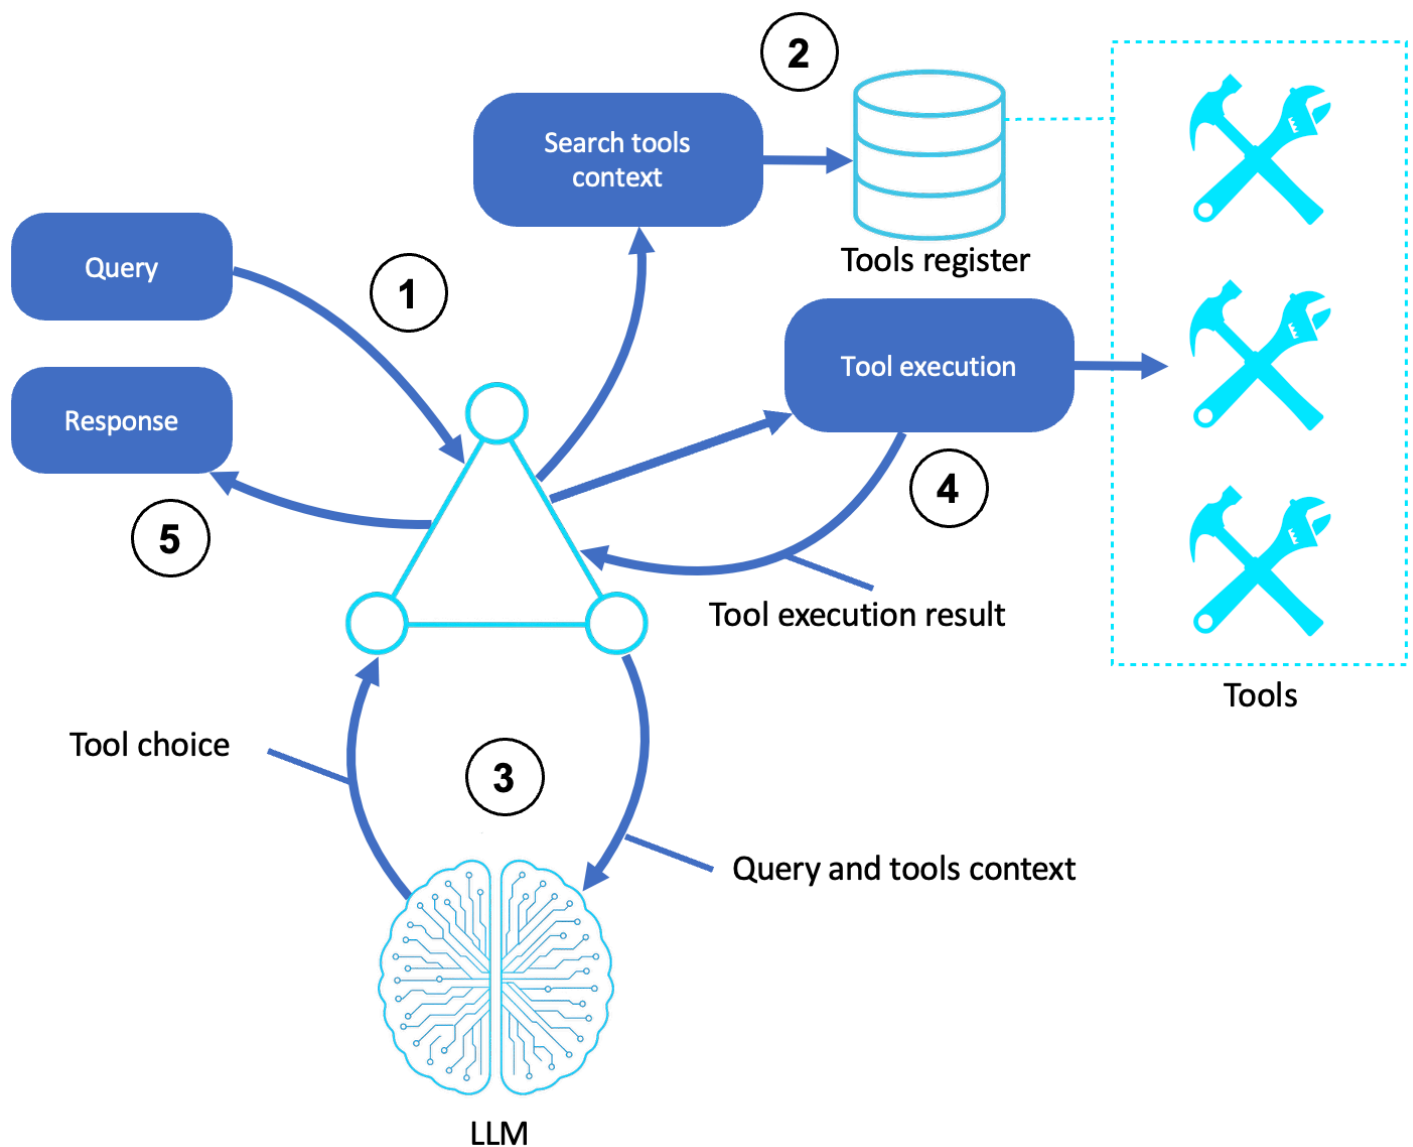 2
Search tools
context
Tools register
Query
1
Tool execution
Response
4
5
Tool execution result
Tools
Tool choice
3
Query and tools context
LLM